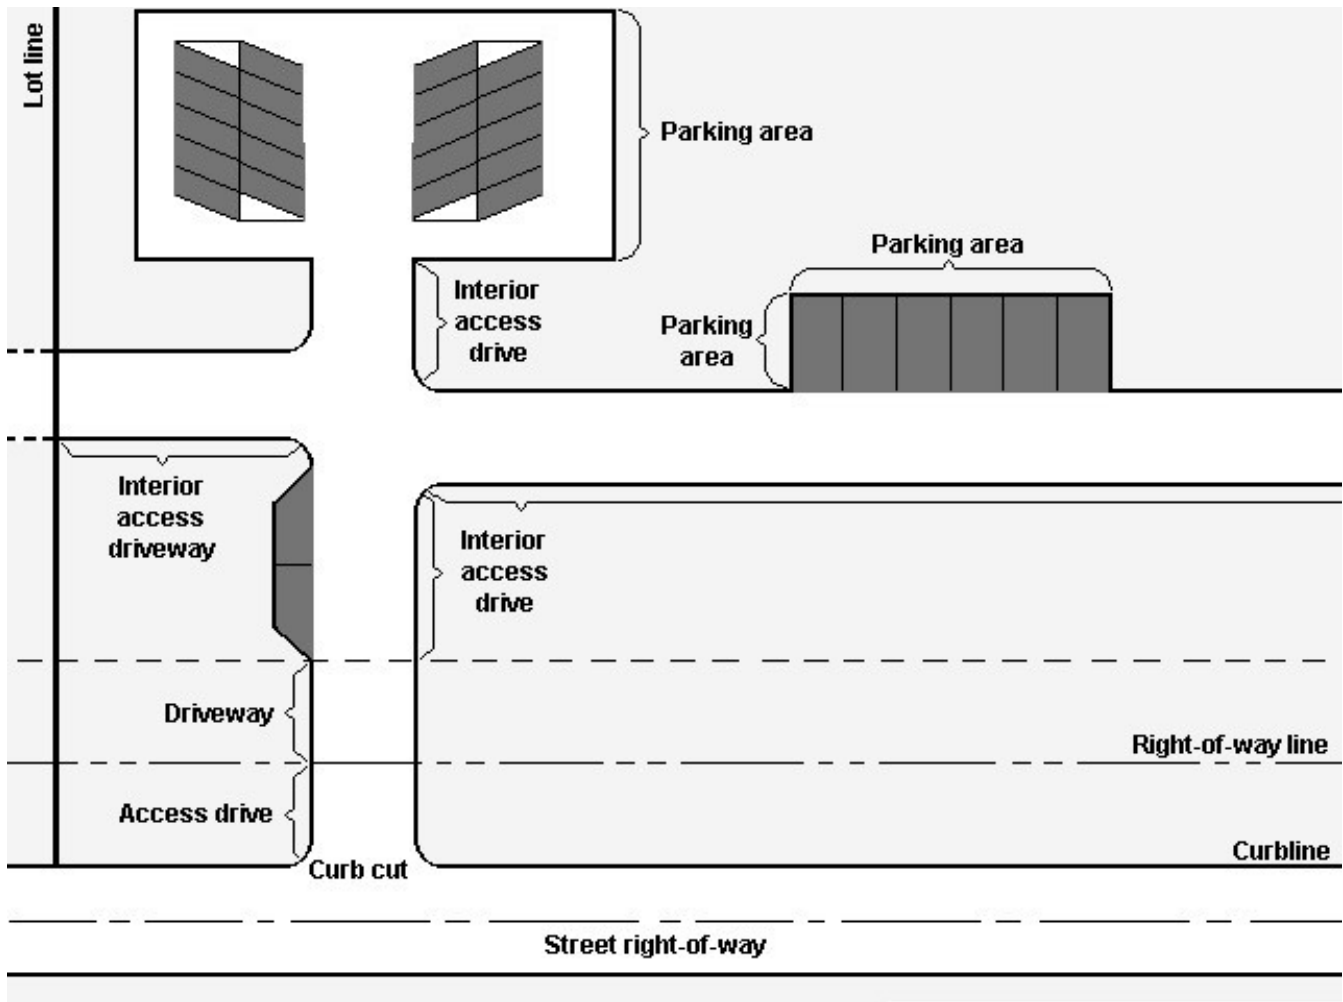 Lot line
Parking area
Parking area
Interior
access
drive
Parking
area
Interior
access
driveway
Interior
access
drive
Driveway
Right-of-way line
Access drive
Curbline
Curb cut
Street right-of-way